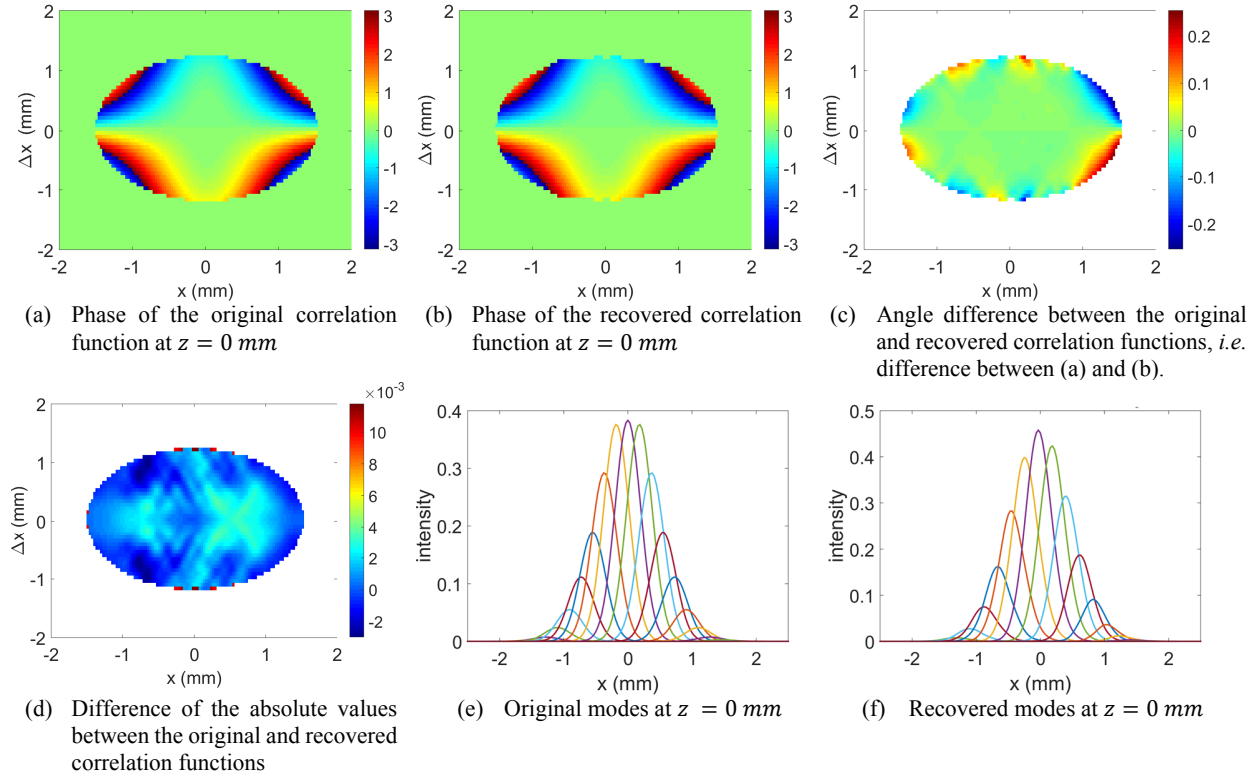 2
1
0
-1
-2
Δx (mm)
-2 -1 0 1 2
x (mm)
3
2
1
0
-1
-2
-3
(a) Phase of the original correlation
function at z = 0 mm
2
1
0
-1
-2
Δx (mm)
-2 -1 0 1 2
x (mm)
3
2
1
0
-1
-2
-3
(b) Phase of the recovered correlation
function at z = 0 mm
2
1
0
-1
-2
Δx (mm)
-2 -1 0 1 2
x (mm)
0.2
0.1
0
-0.1
-0.2
(c) Angle difference between the original
and recovered correlation functions, i.e.
difference between (a) and (b).
2
1
0
-1
-2
Δx (mm)
-2 -1 0 1 2
x (mm)
×10-3
10
8
6
4
2
0
-2
(d) Difference of the absolute values
between the original and recovered
correlation functions
0.4
0.3
0.2
0.1
0
intensity
-2 -1 0 1 2
x (mm)
(e) Original modes at z = 0 mm
0.5
0.4
0.3
0.2
0.1
0
intensity
-2 -1 0 1 2
x (mm)
(f) Recovered modes at z = 0 mm